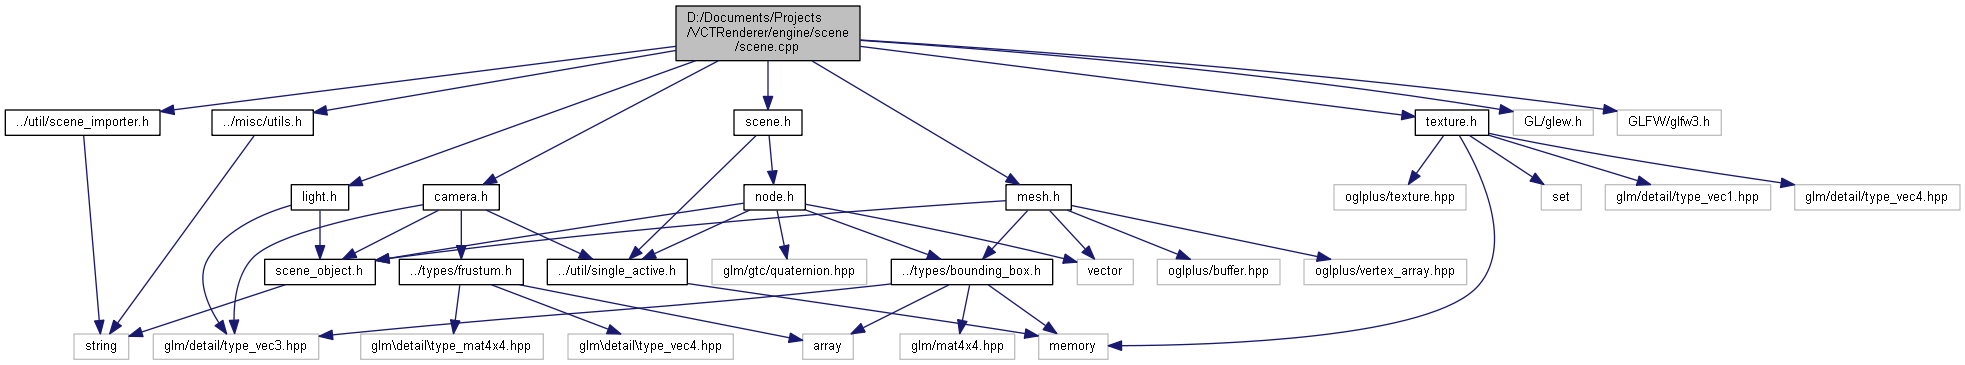 D:/Documents/Projects
/VCTRenderer/engine/scene
/scene.cpp
../util/scene_importer.h
../misc/utils.h
scene.h
texture.h
GL/glew.h
GLFW/glfw3.h
light.h
camera.h
node.h
mesh.h
oglplus/texture.hpp
set
glm/detail/type_vec1.hpp
glm/detail/type_vec4.hpp
scene_object.h
../types/frustum.h
../util/single_active.h
glm/gtc/quaternion.hpp
../types/bounding_box.h
vector
oglplus/buffer.hpp
oglplus/vertex_array.hpp
string
glm/detail/type_vec3.hpp
glm\detail\type_mat4x4.hpp
glm\detail\type_vec4.hpp
array
glm/mat4x4.hpp
memory